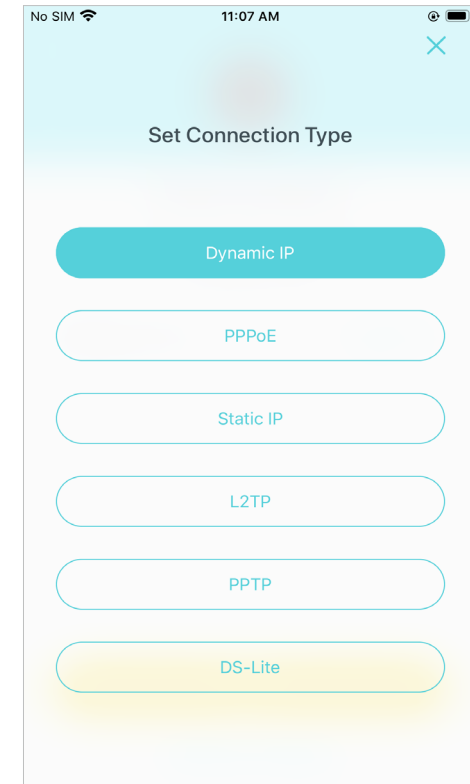 No SIM 11:07 AM
Set Connection Type
Dynamic IP
PPPoE
Static IP
L2TP
PPTP
DS-Lite